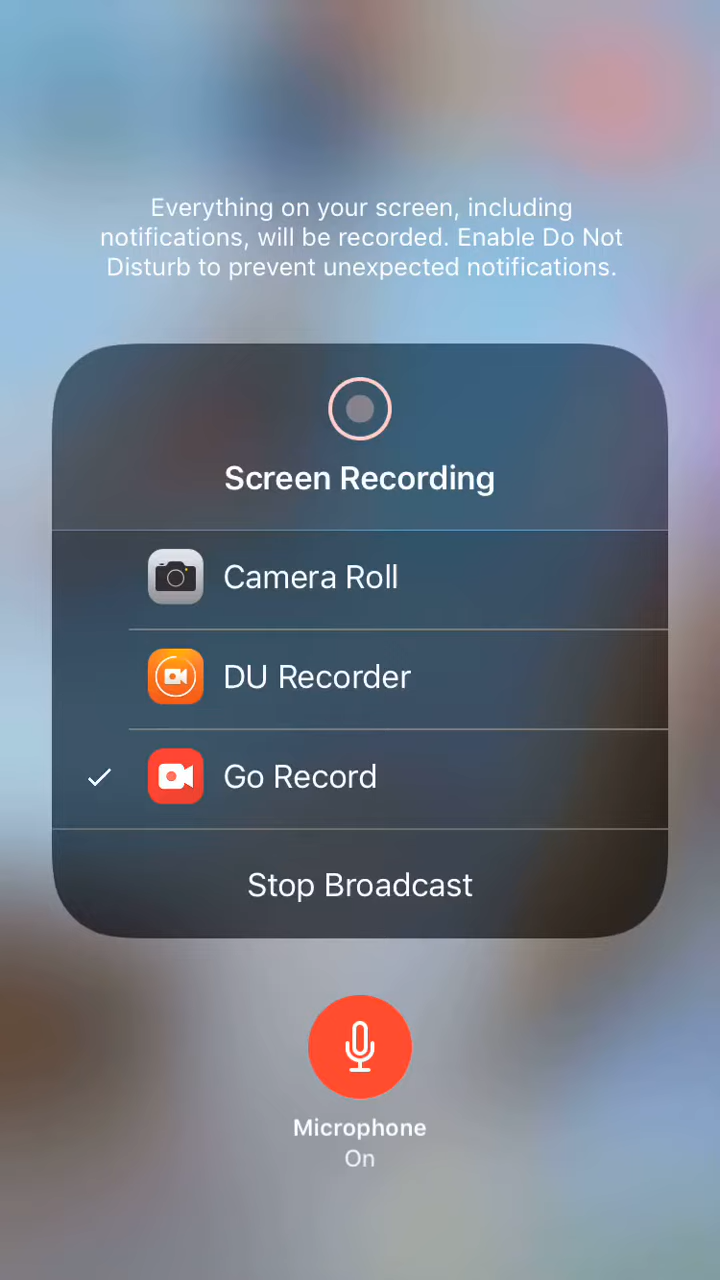 Everything on your screen, including
notifications, will be recorded. Enable Do Not
Disturb to prevent unexpected notifications.
Screen Recording
Camera Roll
DU Recorder
Go Record
Stop Broadcast
Microphone
On